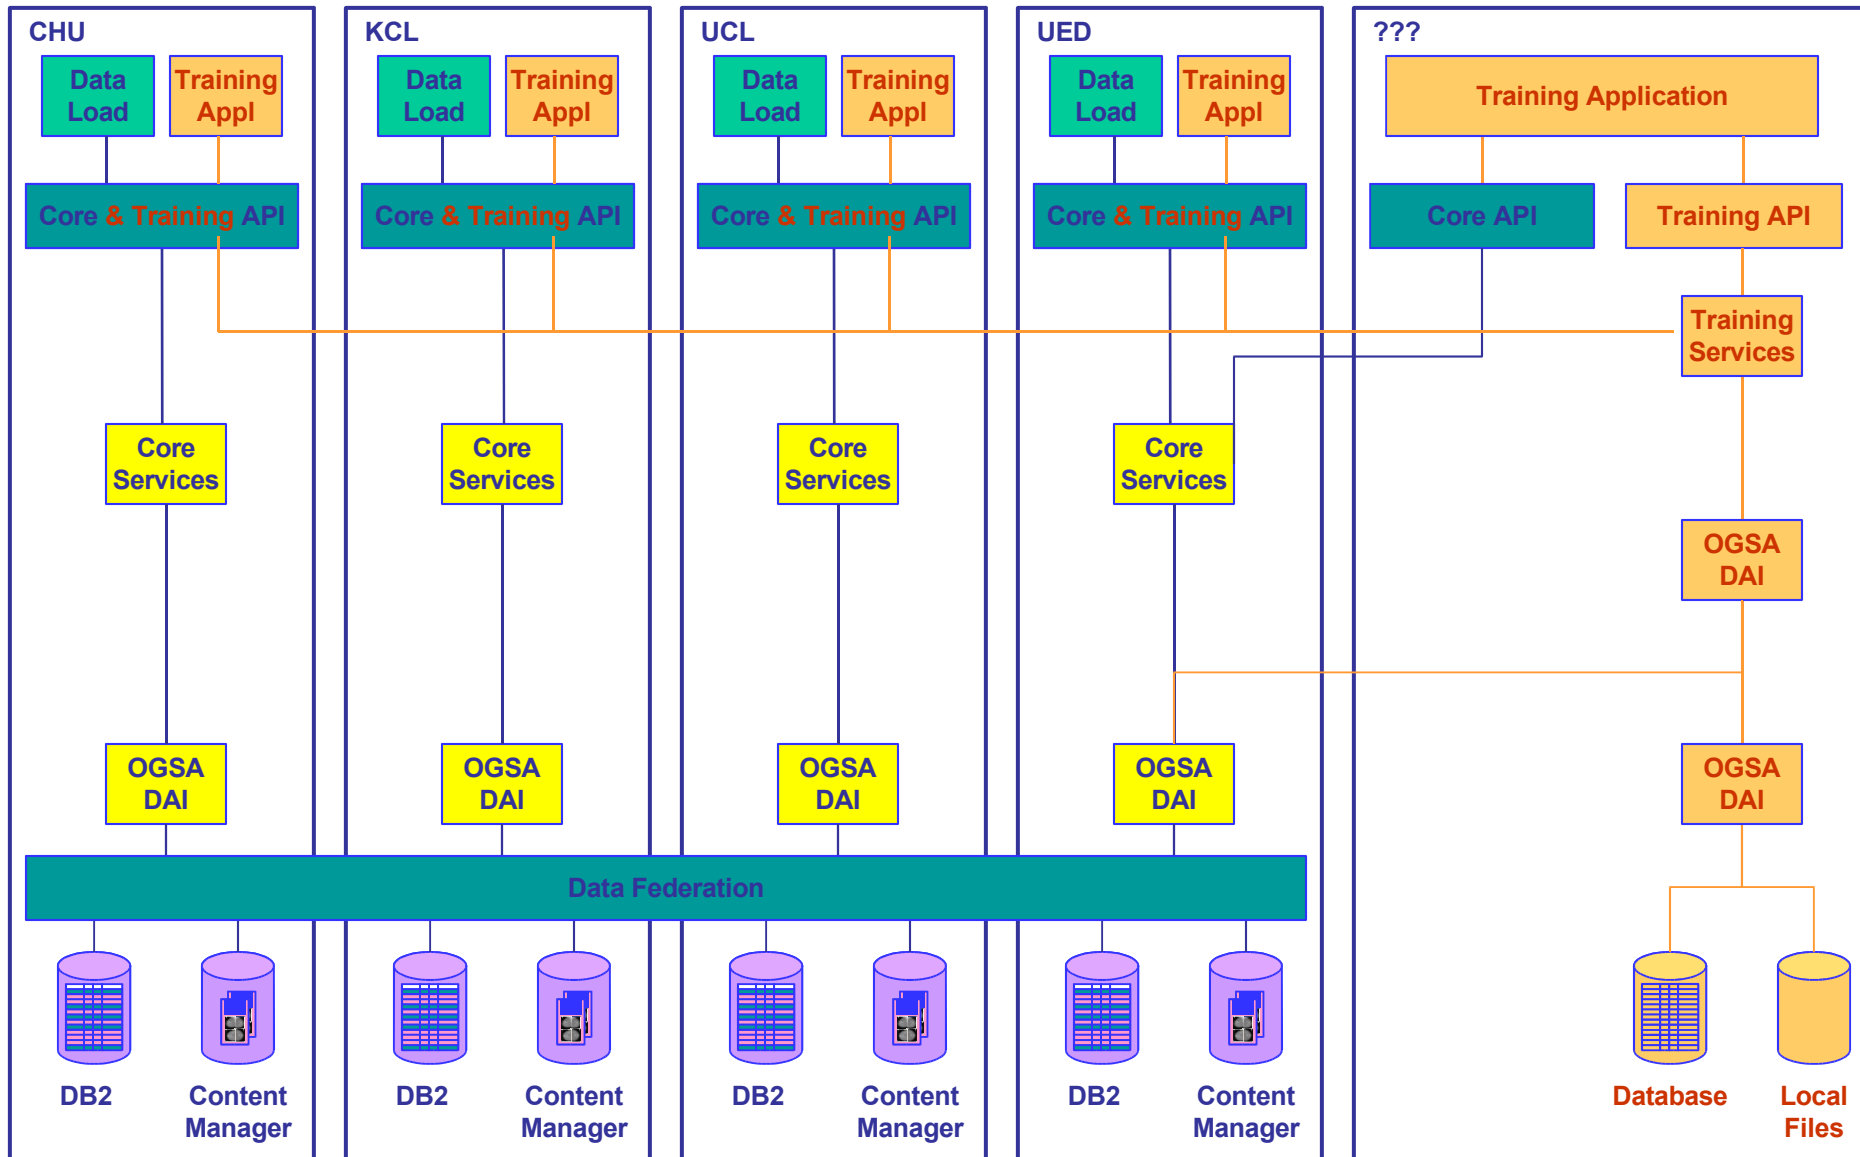 CHU
KCL
UCL
UED
???
Data
Load
Training
Appl
Data
Load
Training
Appl
Data
Load
Training
Appl
Data
Load
Training
Appl
Training Application
Core & Training API
Core & Training API
Core & Training API
Core & Training API
Core API
Training API
Training
Services
Core
Services
Core
Services
Core
Services
Core
Services
OGSA
DAI
OGSA
DAI
OGSA
DAI
OGSA
DAI
OGSA
DAI
OGSA
DAI
Data Federation
DB2
Content
Manager
DB2
Content
Manager
DB2
Content
Manager
DB2
Content
Manager
Database
Local
Files